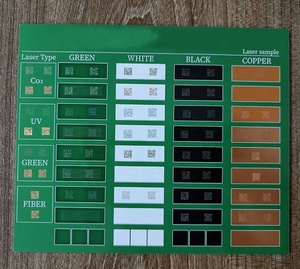 Laser sample
Laser Type GREEN WHITE BLACK COPPER
Co2
UV
GREEN
FIBER